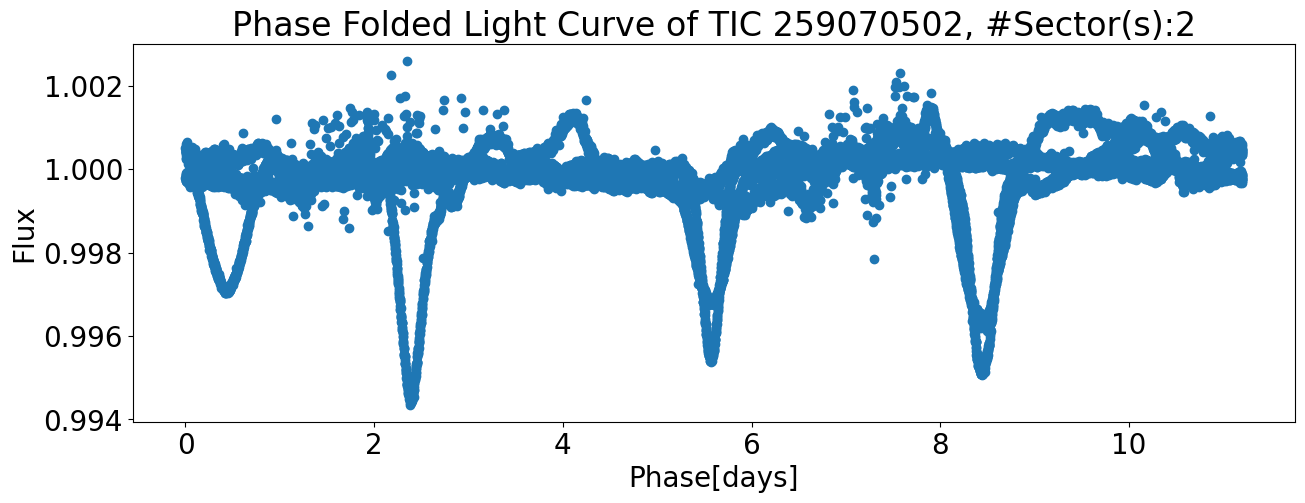 Phase Folded Light Curve of TIC 259070502, #Sector(s):2
1.002
1.000
0.998
0.996
0.994
Flux
0 2 4 6 8 10
Phase[days]